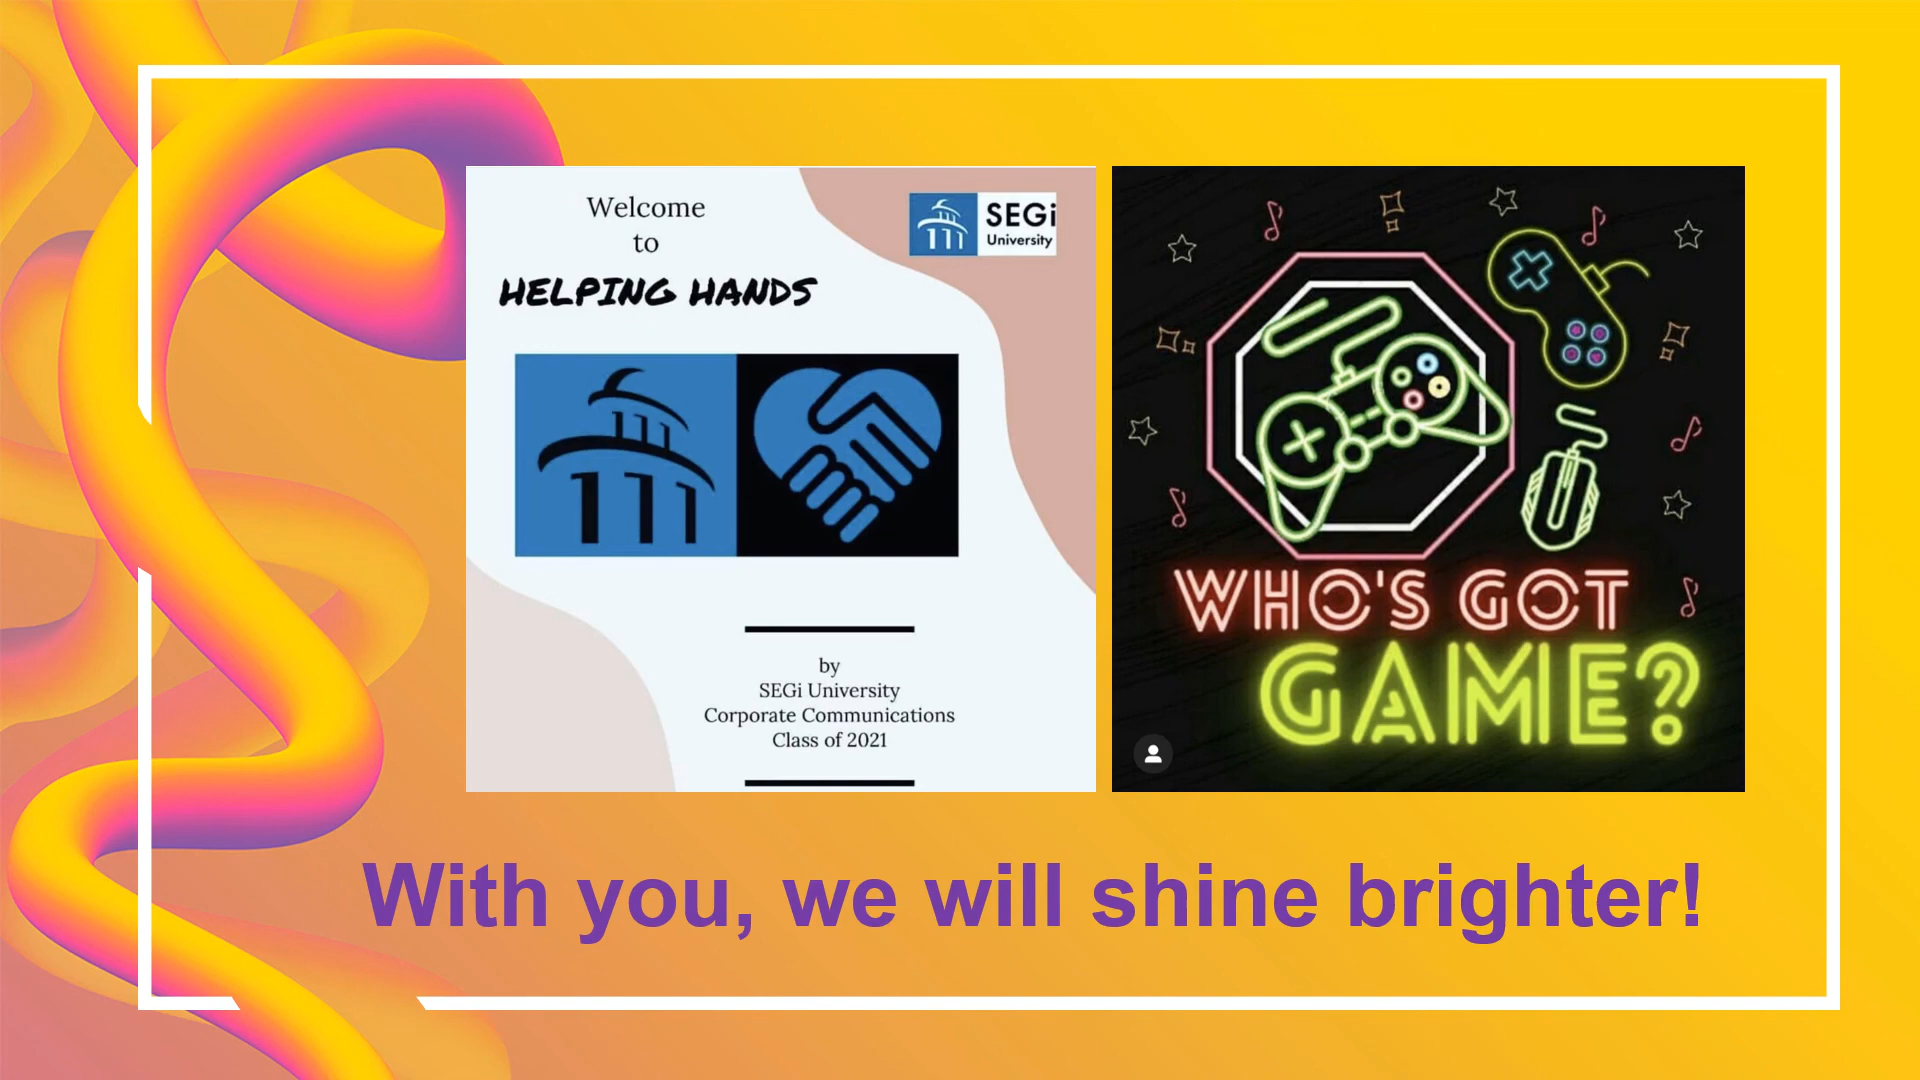 Welcome
to
HELPING HANDS
SEGi
University
by
SEGi University
Corporate Communications
Class of 2021
WHO'S GOT
GAME?
With you, we will shine brighter!